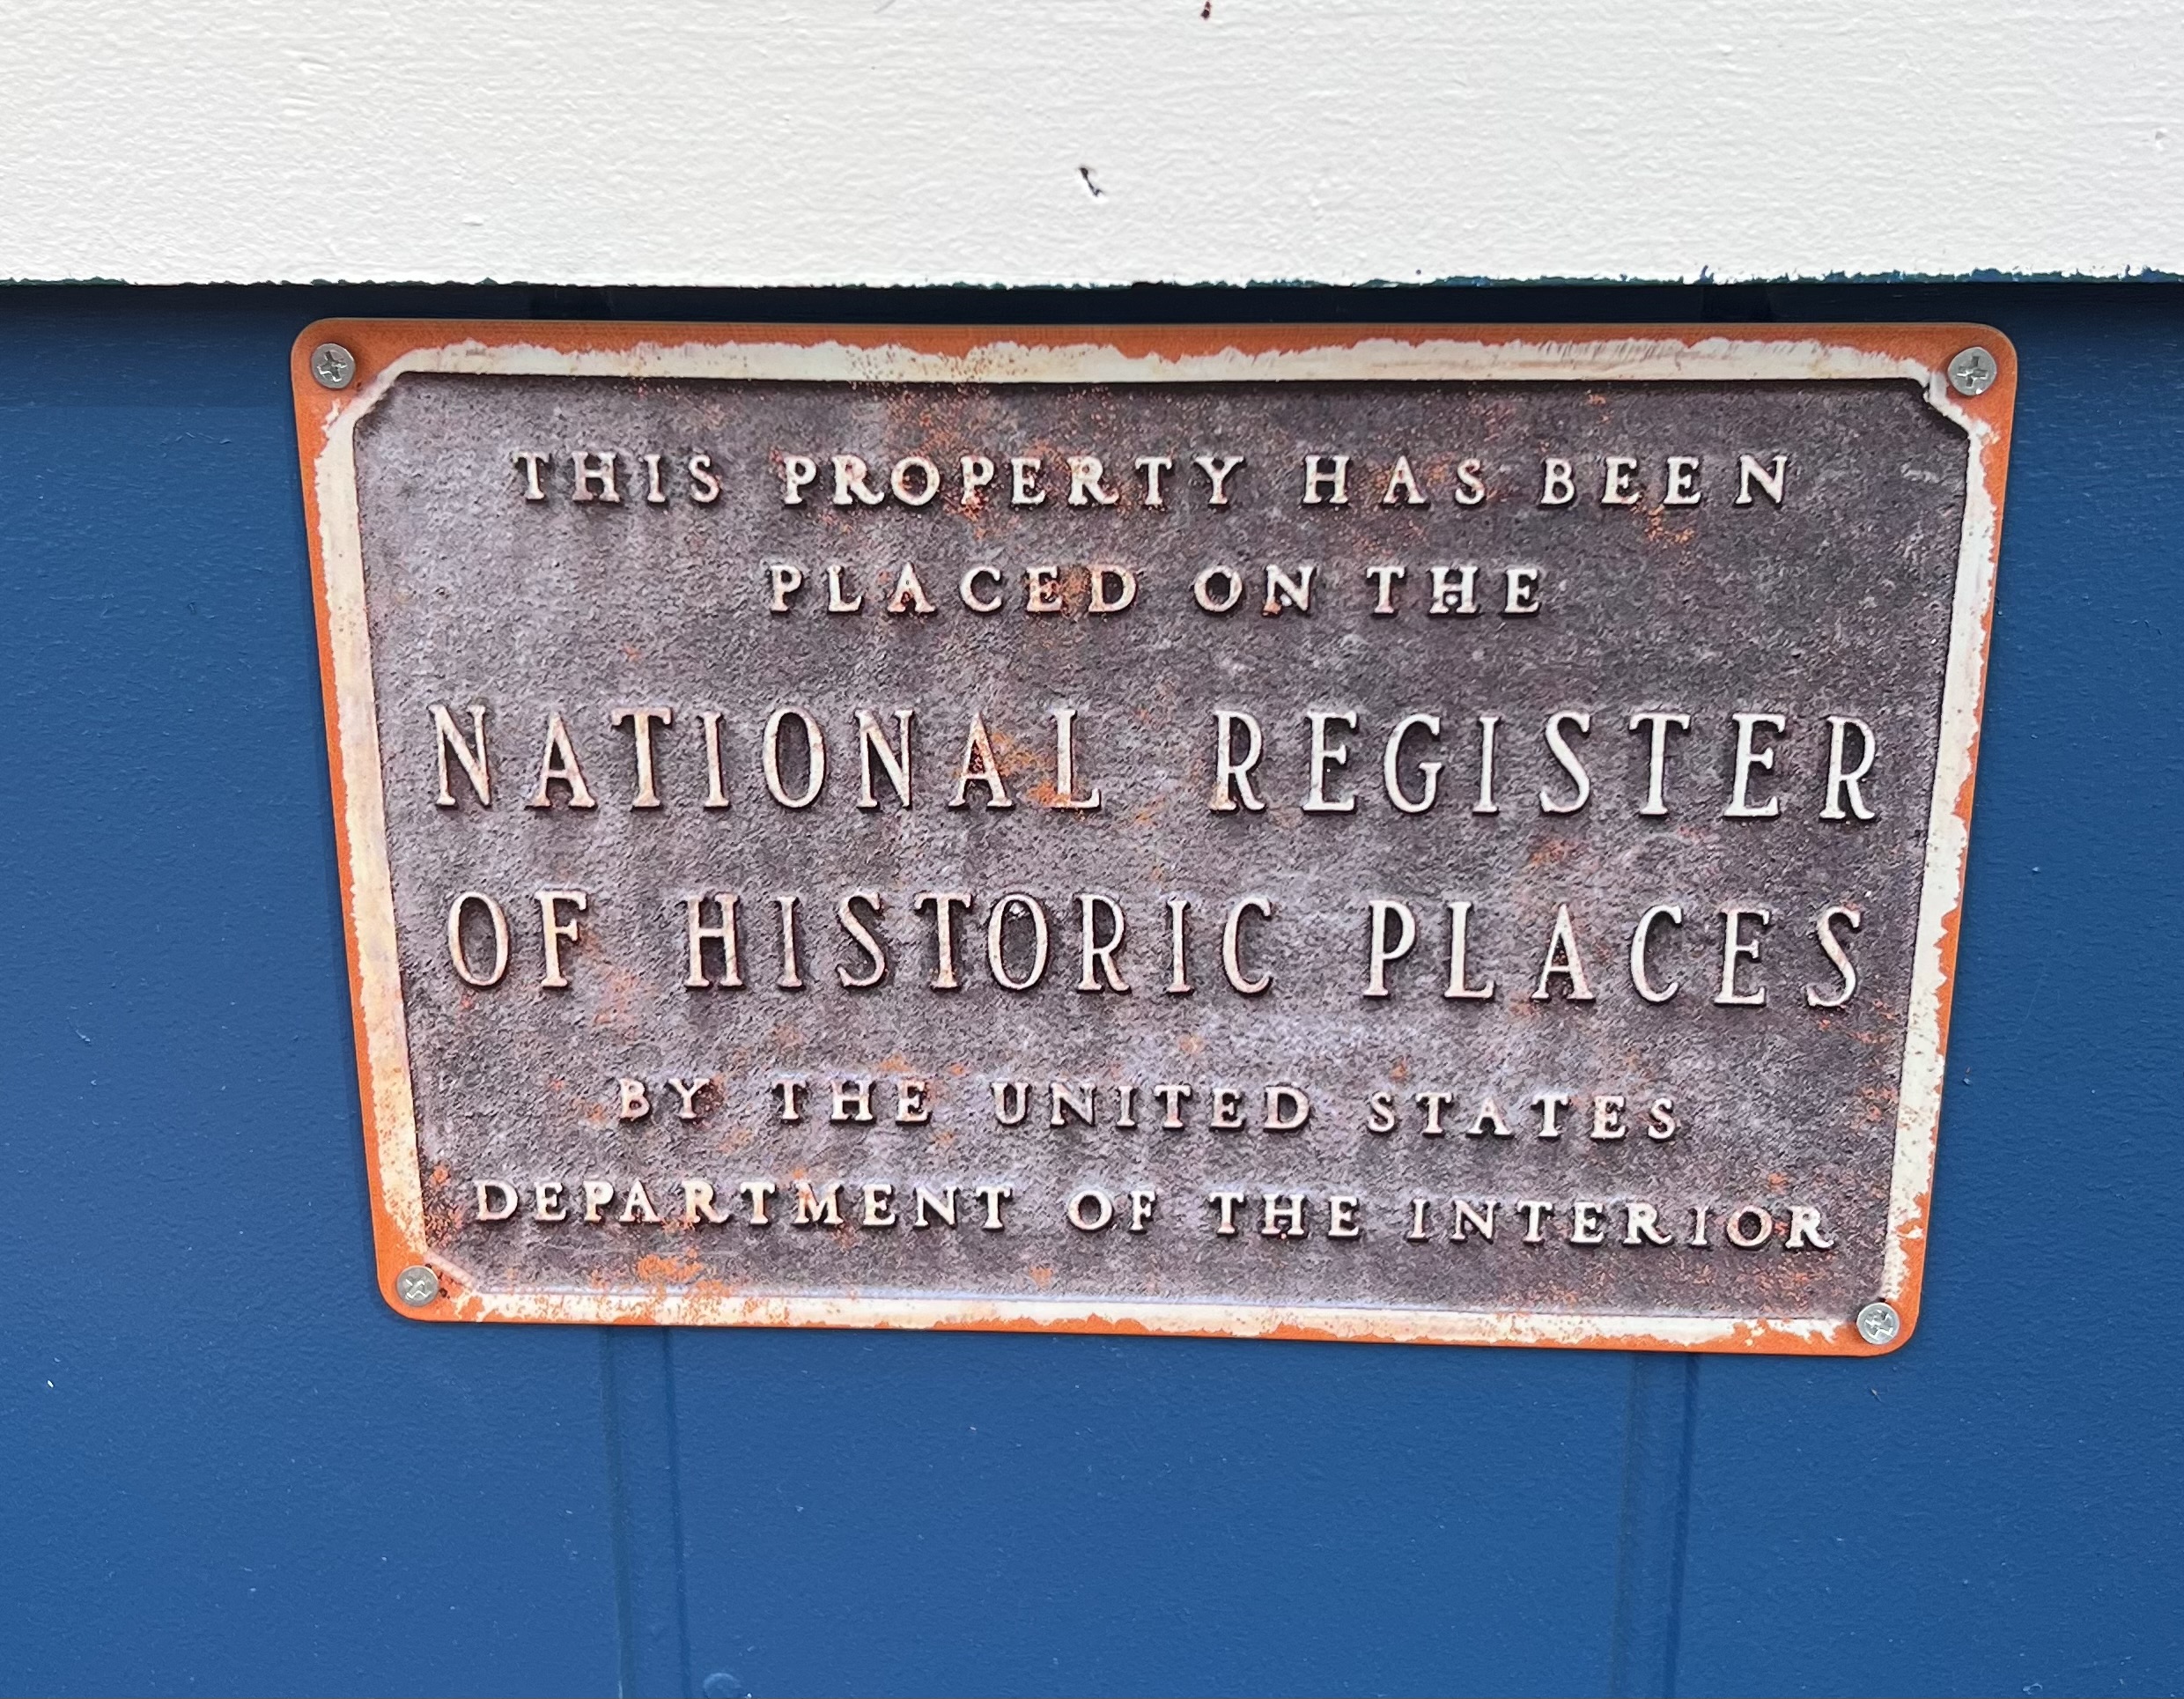 THIS PROPERTY HAS BEEN
PLACED ON THE
NATIONAL REGISTER
OF HISTORIC PLACES
BY THE UNITED STATES
DEPARTMENT OF THE INTERIOR